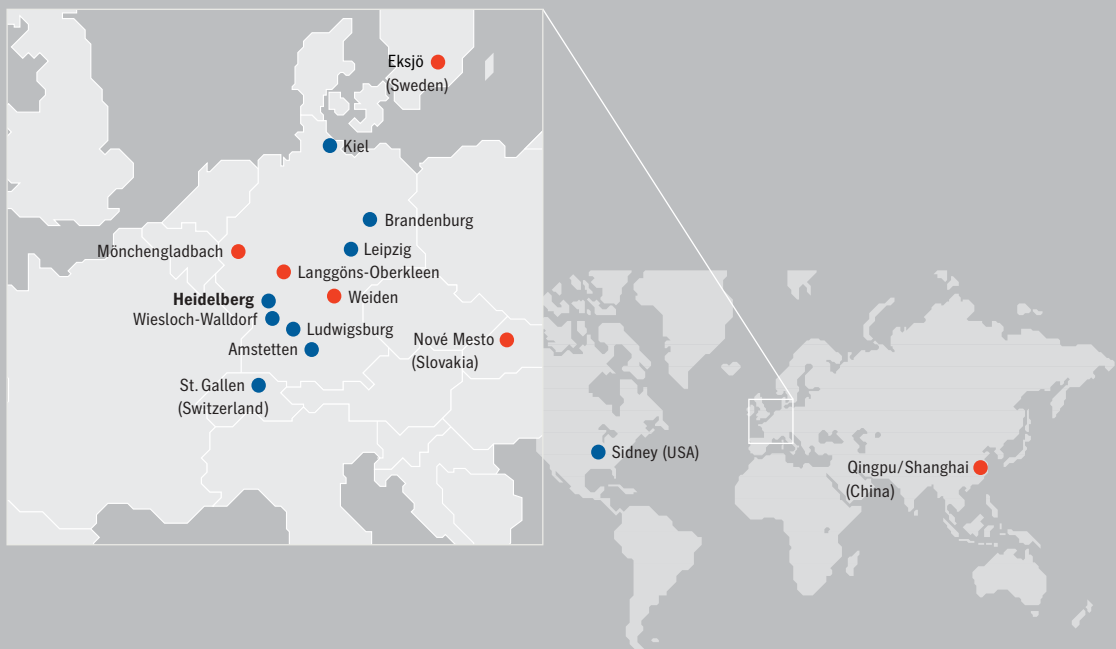 Eksjö
(Sweden)
Kiel
Brandenburg
Leipzig
Mönchengladbach
Langgöns-Oberkleen
Weiden
Heidelberg
Wiesloch-Walldorf
Ludwigsburg
Nové Mesto
(Slovakia)
Amstetten
St. Gallen
(Switzerland)
Sidney (USA)
Qingpu/Shanghai
(China)